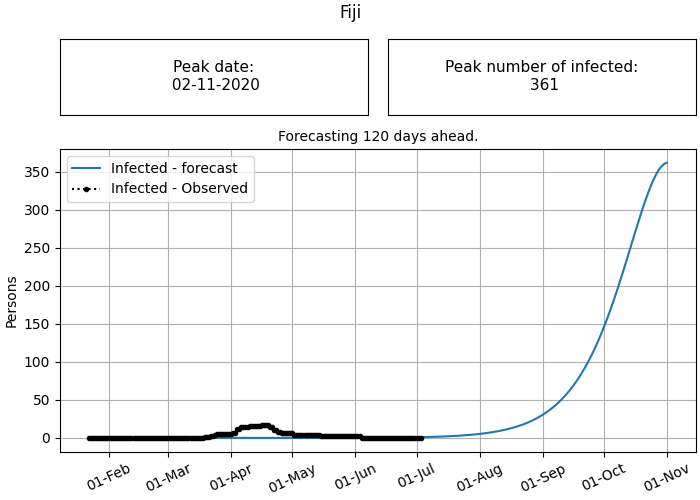 Fiji
Peak date:
02-11-2020
Peak number of infected:
361
Forecasting 120 days ahead.
Infected - forecast
Infected - Observed
Persons
350
300
250
200
150
100
50
0
01-Feb
01-Mar
01-Apr
01-May
01-Jun
01-Jul
01-Aug
01-Sep
01-Oct
01-Nov